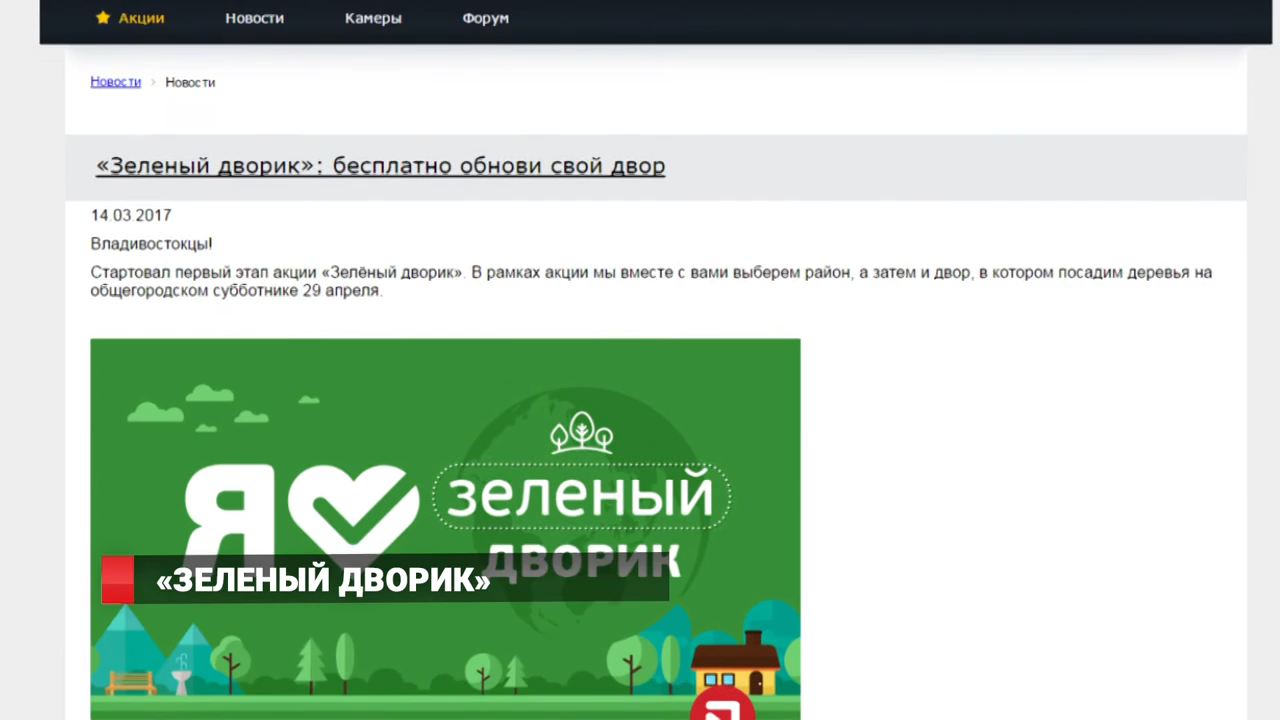 Акции Новости Камеры Форум
Новости > Новости
«Зеленый дворик»: бесплатно обнови свой двор
14.03.2017
Владивостокцы!
Стартовал первый этап акции «Зелёный дворик». В рамках акции мы вместе с вами выберем район, а затем и двор, в котором посадим деревья на
общегородском субботнике 29 апреля.
Я зеленый
дворик
«ЗЕЛЕНЫЙ ДВОРИК»